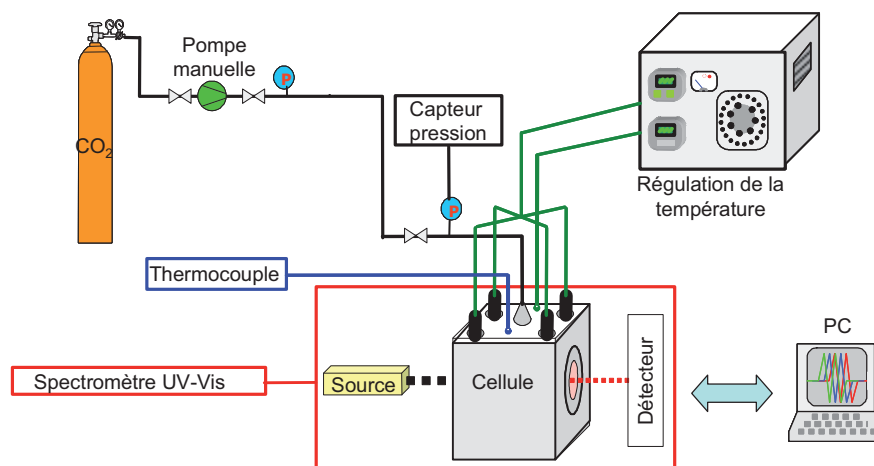 Pompe
manuelle
P
CO2
Capteur
pression
P
Régulation de la
température
Thermocouple
PC
Spectromètre UV-Vis
Source
Cellule
Détecteur